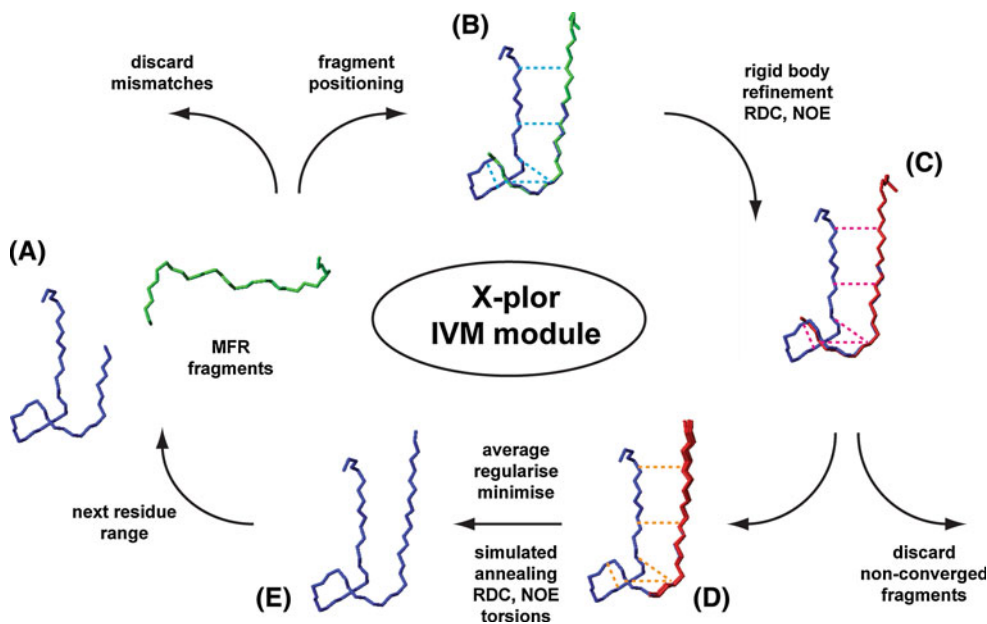 (B)
discard
mismatches
fragment
positioning
rigid body
refinement
RDC, NOE
(C)
(A)
MFR
fragments
X-plor
IVM module
next residue
range
average
regularise
minimise
simulated
annealing
RDC, NOE
torsions
(E)
(D)
discard
non-converged
fragments